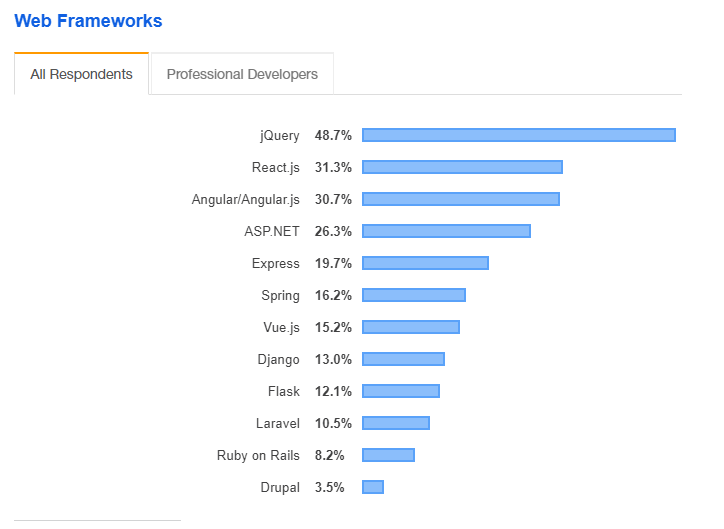 Web Frameworks
All Respondents Professional Developers
jQuery 48.7%
React.js 31.3%
Angular/Angular.js 30.7%
ASP.NET 26.3%
Express 19.7%
Spring 16.2%
Vue.js 15.2%
Django 13.0%
Flask 12.1%
Laravel 10.5%
Ruby on Rails 8.2%
Drupal 3.5%